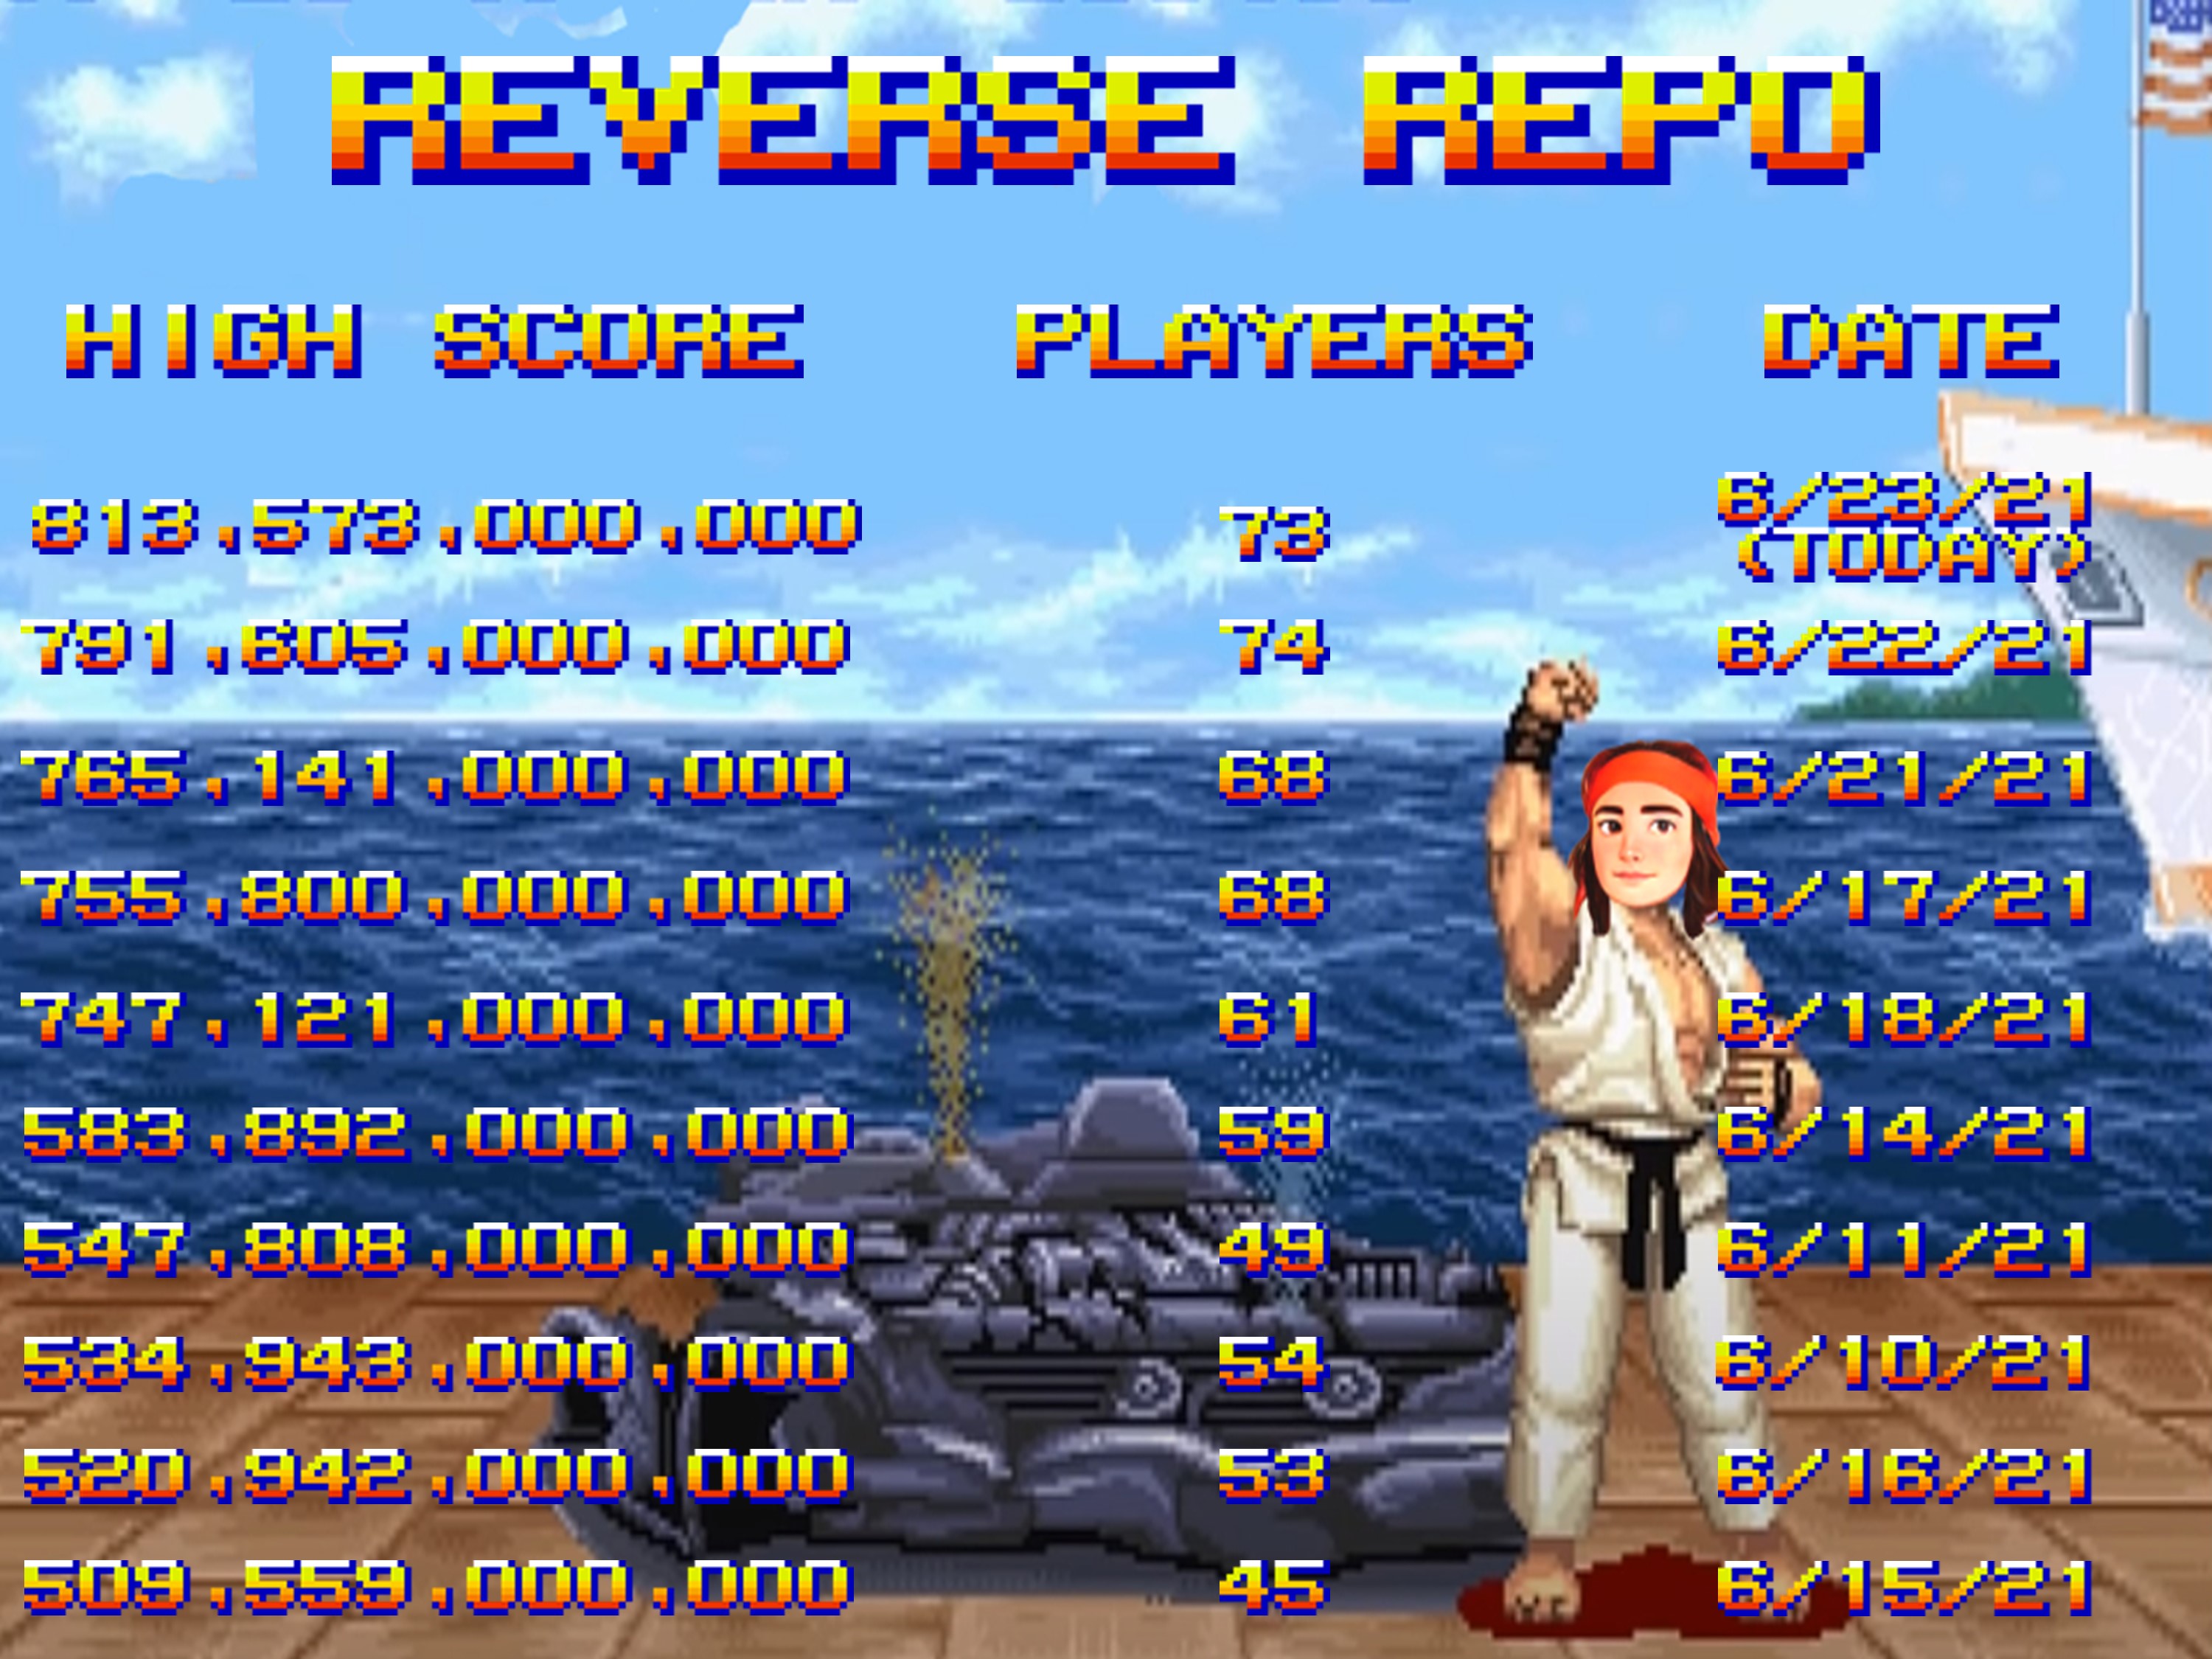 REVERSE REPO
HIGH SCORE PLAYERS DATE
813,573,000,000 73 6/23/21
(TODAY)
791,605,000,000 74 6/22/21
765,141,000,000 68 6/21/21
755,800,000,000 68 6/17/21
747,121,000,000 61 6/18/21
583,892,000,000 59 6/14/21
547,808,000,000 49 6/11/21
534,943,000,000 54 6/10/21
520,942,000,000 53 6/16/21
509,559,000,000 45 6/15/21